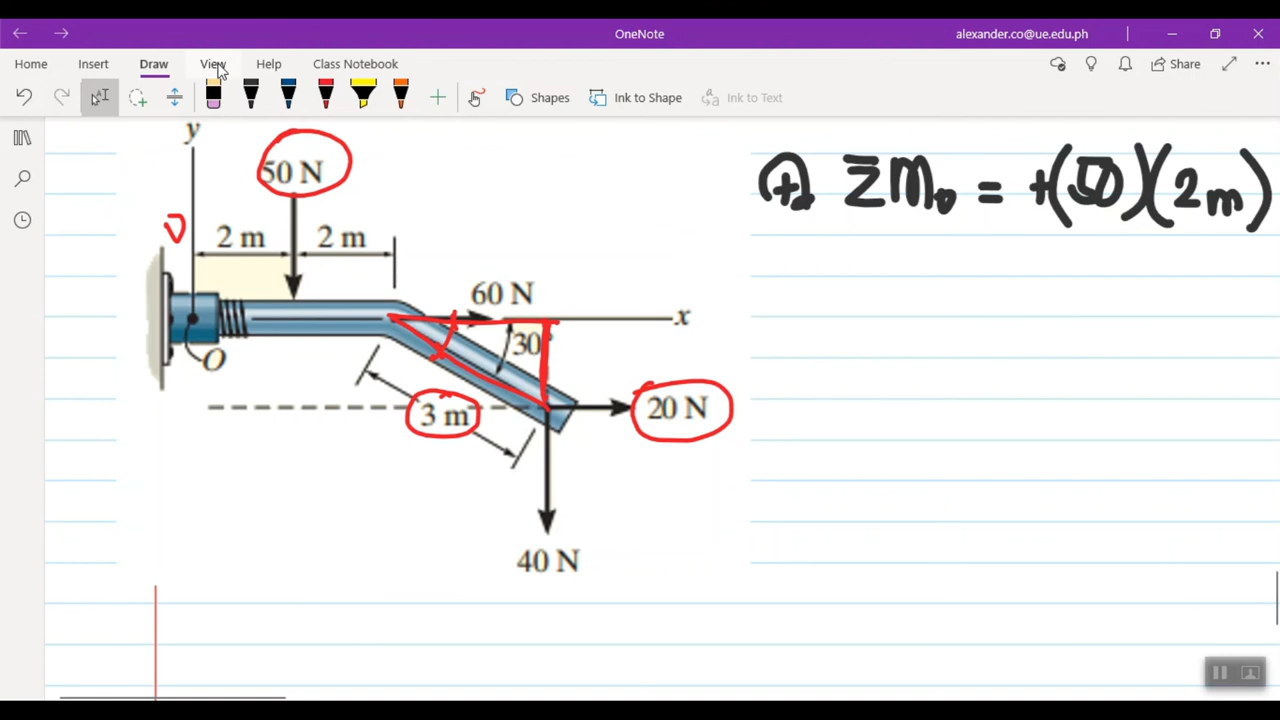 OneNote
alexander.co@ue.edu.ph
Home Insert Draw View Help Class Notebook
Share
Shapes Ink to Shape Ink to Text
y
50 N
2 m 2 m
60 N
x
30°
O
3 m
20 N
40 N
ΣMo = +(50)(2m)